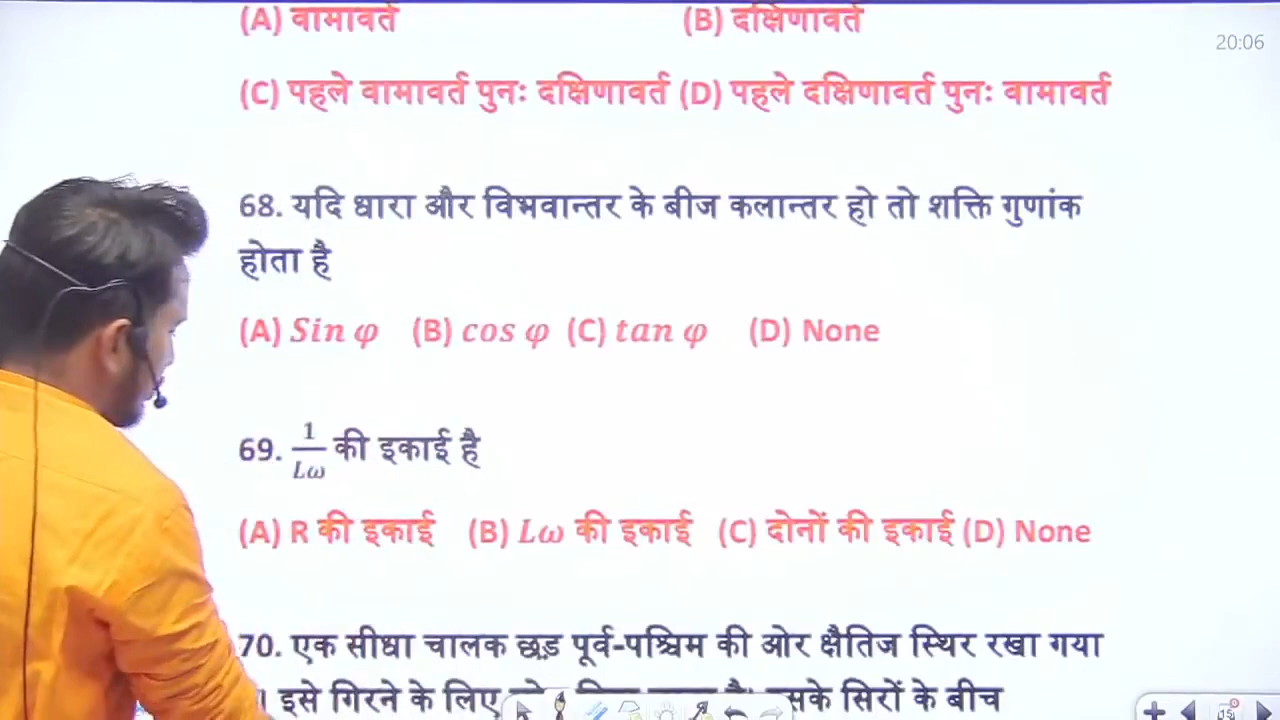 (A) वामावर्त (B) दक्षिणावर्त
20:06
(C) पहले वामावर्त पुनः दक्षिणावर्त (D) पहले दक्षिणावर्त पुनः वामावर्त
68. यदि धारा और विभवान्तर के बीज कलान्तर हो तो शक्ति गुणांक
होता है
(A) Sin φ (B) cos φ (C) tan φ (D) None
69. 1/Lω की इकाई है
(A) R की इकाई (B) Lω की इकाई (C) दोनों की इकाई (D) None
70. एक सीधा चालक छड़ पूर्व-पश्चिम की ओर क्षैतिज स्थिर रखा गया
इसे गिरने के लिए के सिरों के बीच